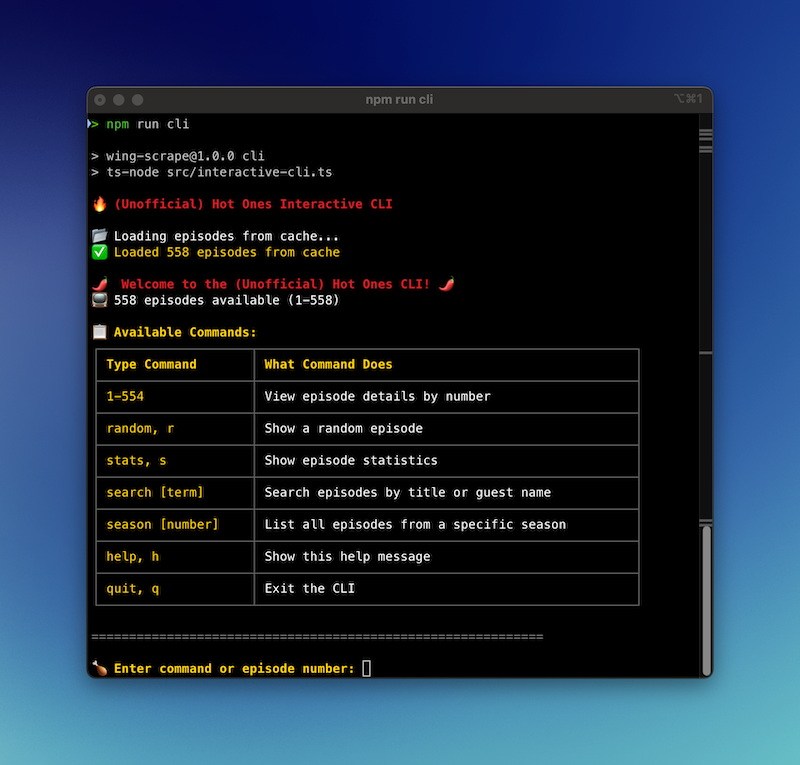 npm run cli
⌥⌘1
> npm run cli
> wing-scrape@1.0.0 cli
> ts-node src/interactive-cli.ts
🔥 (Unofficial) Hot Ones Interactive CLI
📂 Loading episodes from cache...
✅ Loaded 558 episodes from cache
🌶️ Welcome to the (Unofficial) Hot Ones CLI! 🌶️
📺 558 episodes available (1-558)
📋 Available Commands:
Type Command What Command Does
1-554 View episode details by number
random, r Show a random episode
stats, s Show episode statistics
search [term] Search episodes by title or guest name
season [number] List all episodes from a specific season
help, h Show this help message
quit, q Exit the CLI
============================================================
🍗 Enter command or episode number: